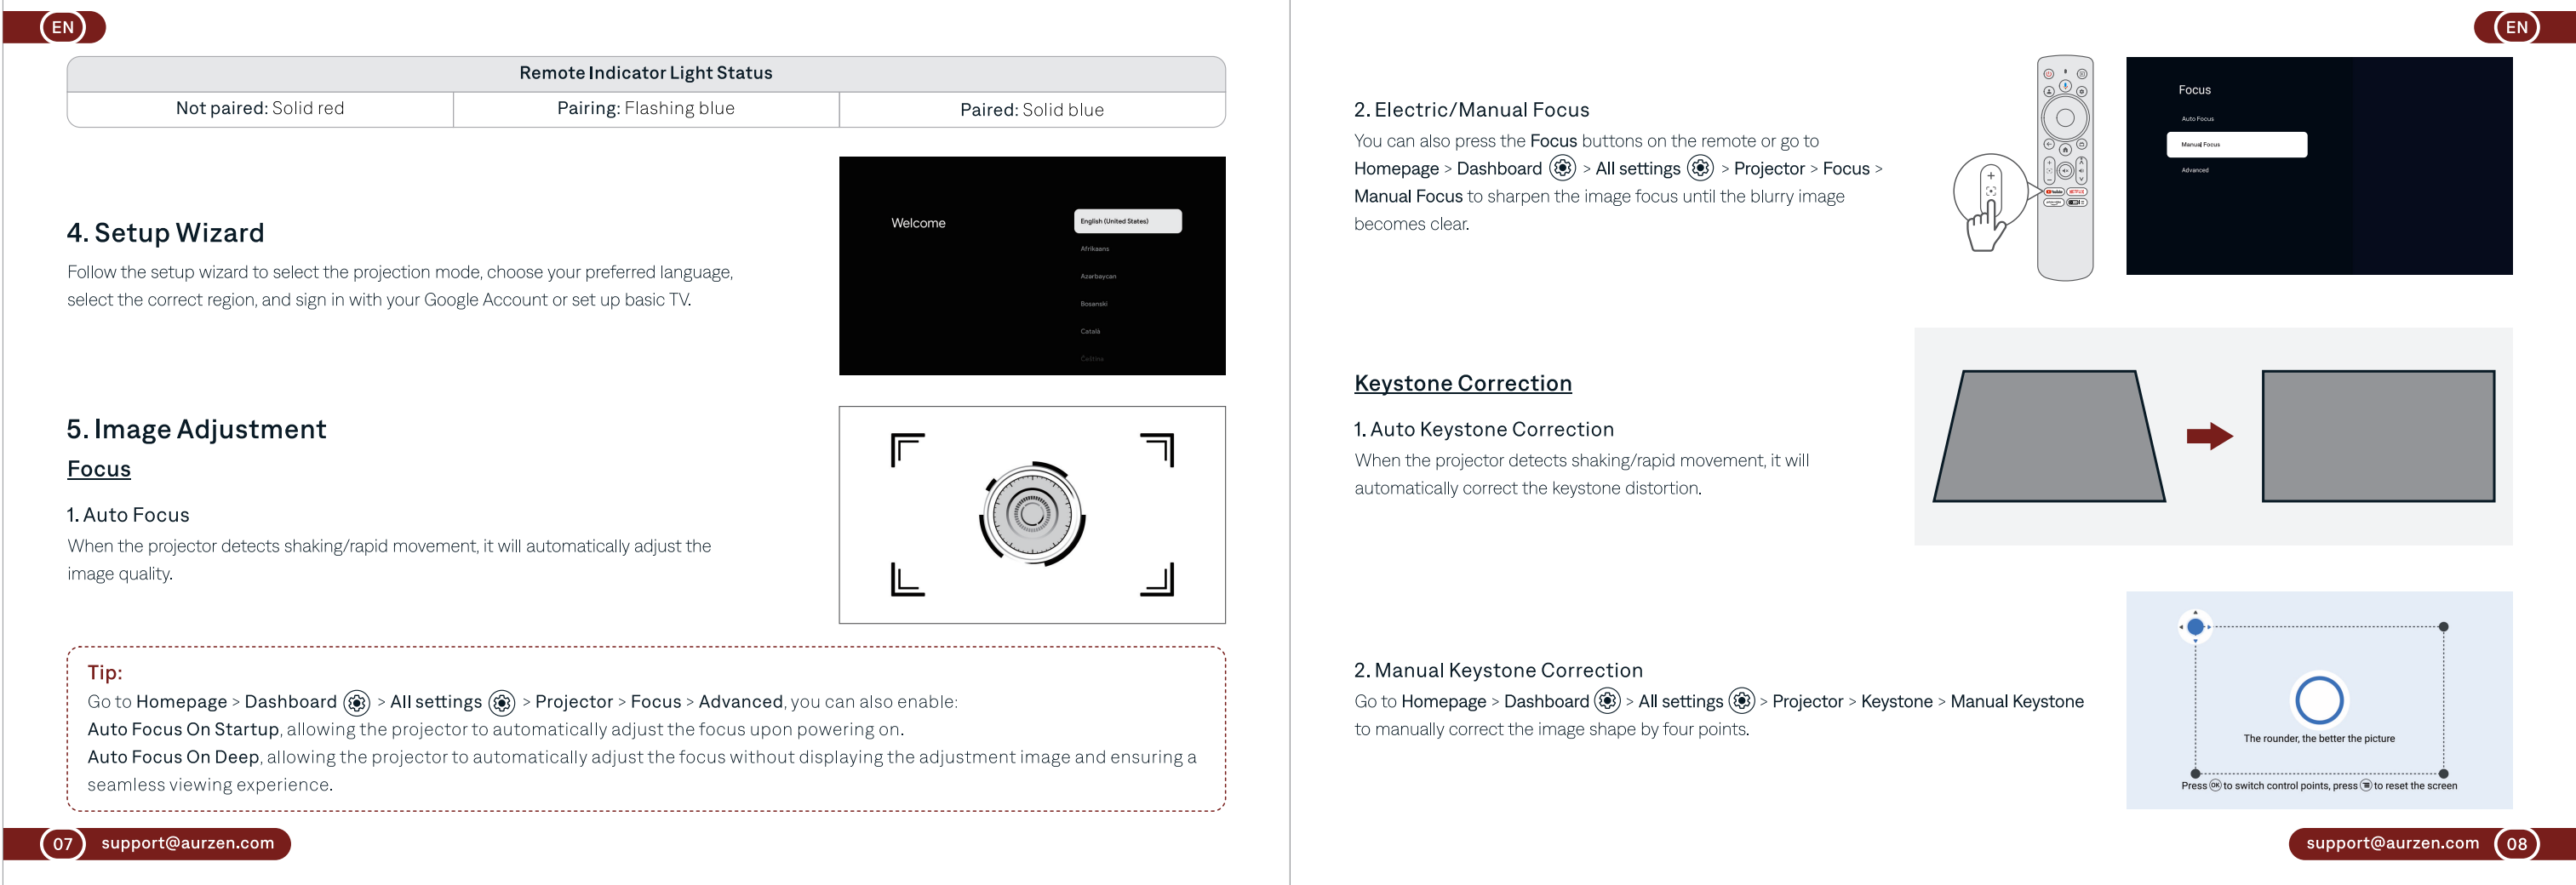 EN
Remote Indicator Light Status
Not paired: Solid red
Pairing: Flashing blue
Paired: Solid blue
4. Setup Wizard
Follow the setup wizard to select the projection mode, choose your preferred language,
select the correct region, and sign in with your Google Account or set up basic TV.
Welcome
English (United States)
Afrikaans
Azərbaycan
Bosanski
Català
Čeština
5. Image Adjustment
Focus
1. Auto Focus
When the projector detects shaking/rapid movement, it will automatically adjust the
image quality.
Tip:
Go to Homepage > Dashboard > All settings > Projector > Focus > Advanced, you can also enable:
Auto Focus On Startup, allowing the projector to automatically adjust the focus upon powering on.
Auto Focus On Deep, allowing the projector to automatically adjust the focus without displaying the adjustment image and ensuring a
seamless viewing experience.
07 support@aurzen.com
EN
2. Electric/Manual Focus
You can also press the Focus buttons on the remote or go to
Homepage > Dashboard > All settings > Projector > Focus >
Manual Focus to sharpen the image focus until the blurry image
becomes clear.
YouTube
NETFLIX
Focus
Auto Focus
Manual Focus
Advanced
Keystone Correction
1. Auto Keystone Correction
When the projector detects shaking/rapid movement, it will
automatically correct the keystone distortion.
2. Manual Keystone Correction
Go to Homepage > Dashboard > All settings > Projector > Keystone > Manual Keystone
to manually correct the image shape by four points.
The rounder, the better the picture
Press OK to switch control points, press to reset the screen
support@aurzen.com 08